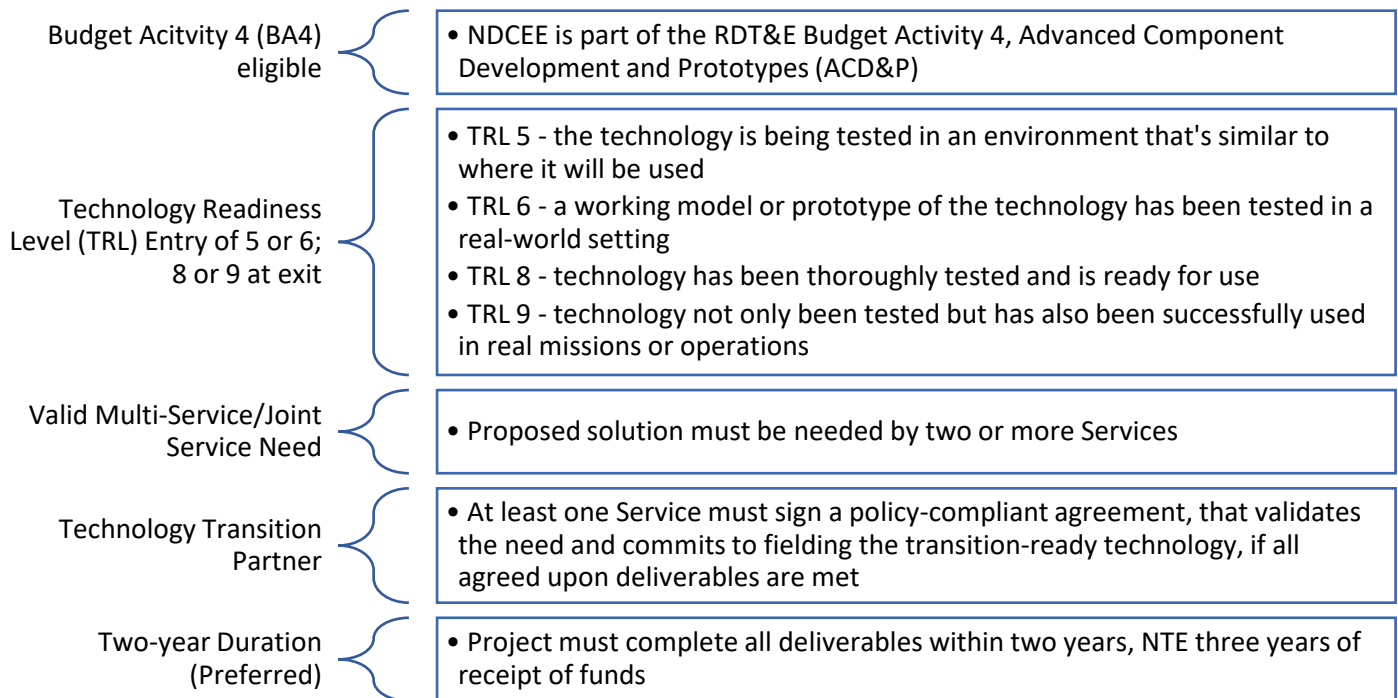 Budget Acitvity 4 (BA4)
eligible
• NDCEE is part of the RDT&E Budget Activity 4, Advanced Component
Development and Prototypes (ACD&P)
Technology Readiness
Level (TRL) Entry of 5 or 6;
8 or 9 at exit
• TRL 5 - the technology is being tested in an environment that's similar to
where it will be used
• TRL 6 - a working model or prototype of the technology has been tested in a
real-world setting
• TRL 8 - technology has been thoroughly tested and is ready for use
• TRL 9 - technology not only been tested but has also been successfully used
in real missions or operations
Valid Multi-Service/Joint
Service Need
• Proposed solution must be needed by two or more Services
Technology Transition
Partner
• At least one Service must sign a policy-compliant agreement, that validates
the need and commits to fielding the transition-ready technology, if all
agreed upon deliverables are met
Two-year Duration
(Preferred)
• Project must complete all deliverables within two years, NTE three years of
receipt of funds